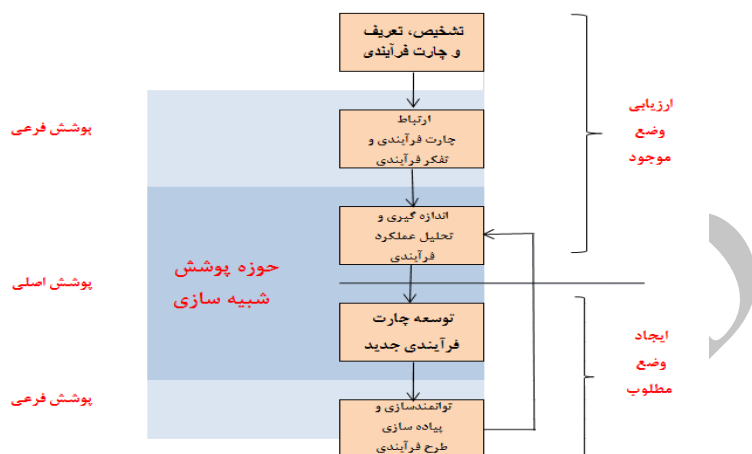 تشخیص، تعریف
و چارت فرآیندی
ارزیابی
وضع
موجود
پوشش فرعی
ارتباط
چارت فرآیندی و
تفکر فرآیندی
اندازه گیری و
تحلیل عملکرد
فرآیندی
حوزه پوشش
شبیه سازی
پوشش اصلی
توسعه چارت
فرآیندی جدید
ایجاد
وضع
مطلوب
پوشش فرعی
توانمندسازی و
پیاده سازی
طرح فرآیندی